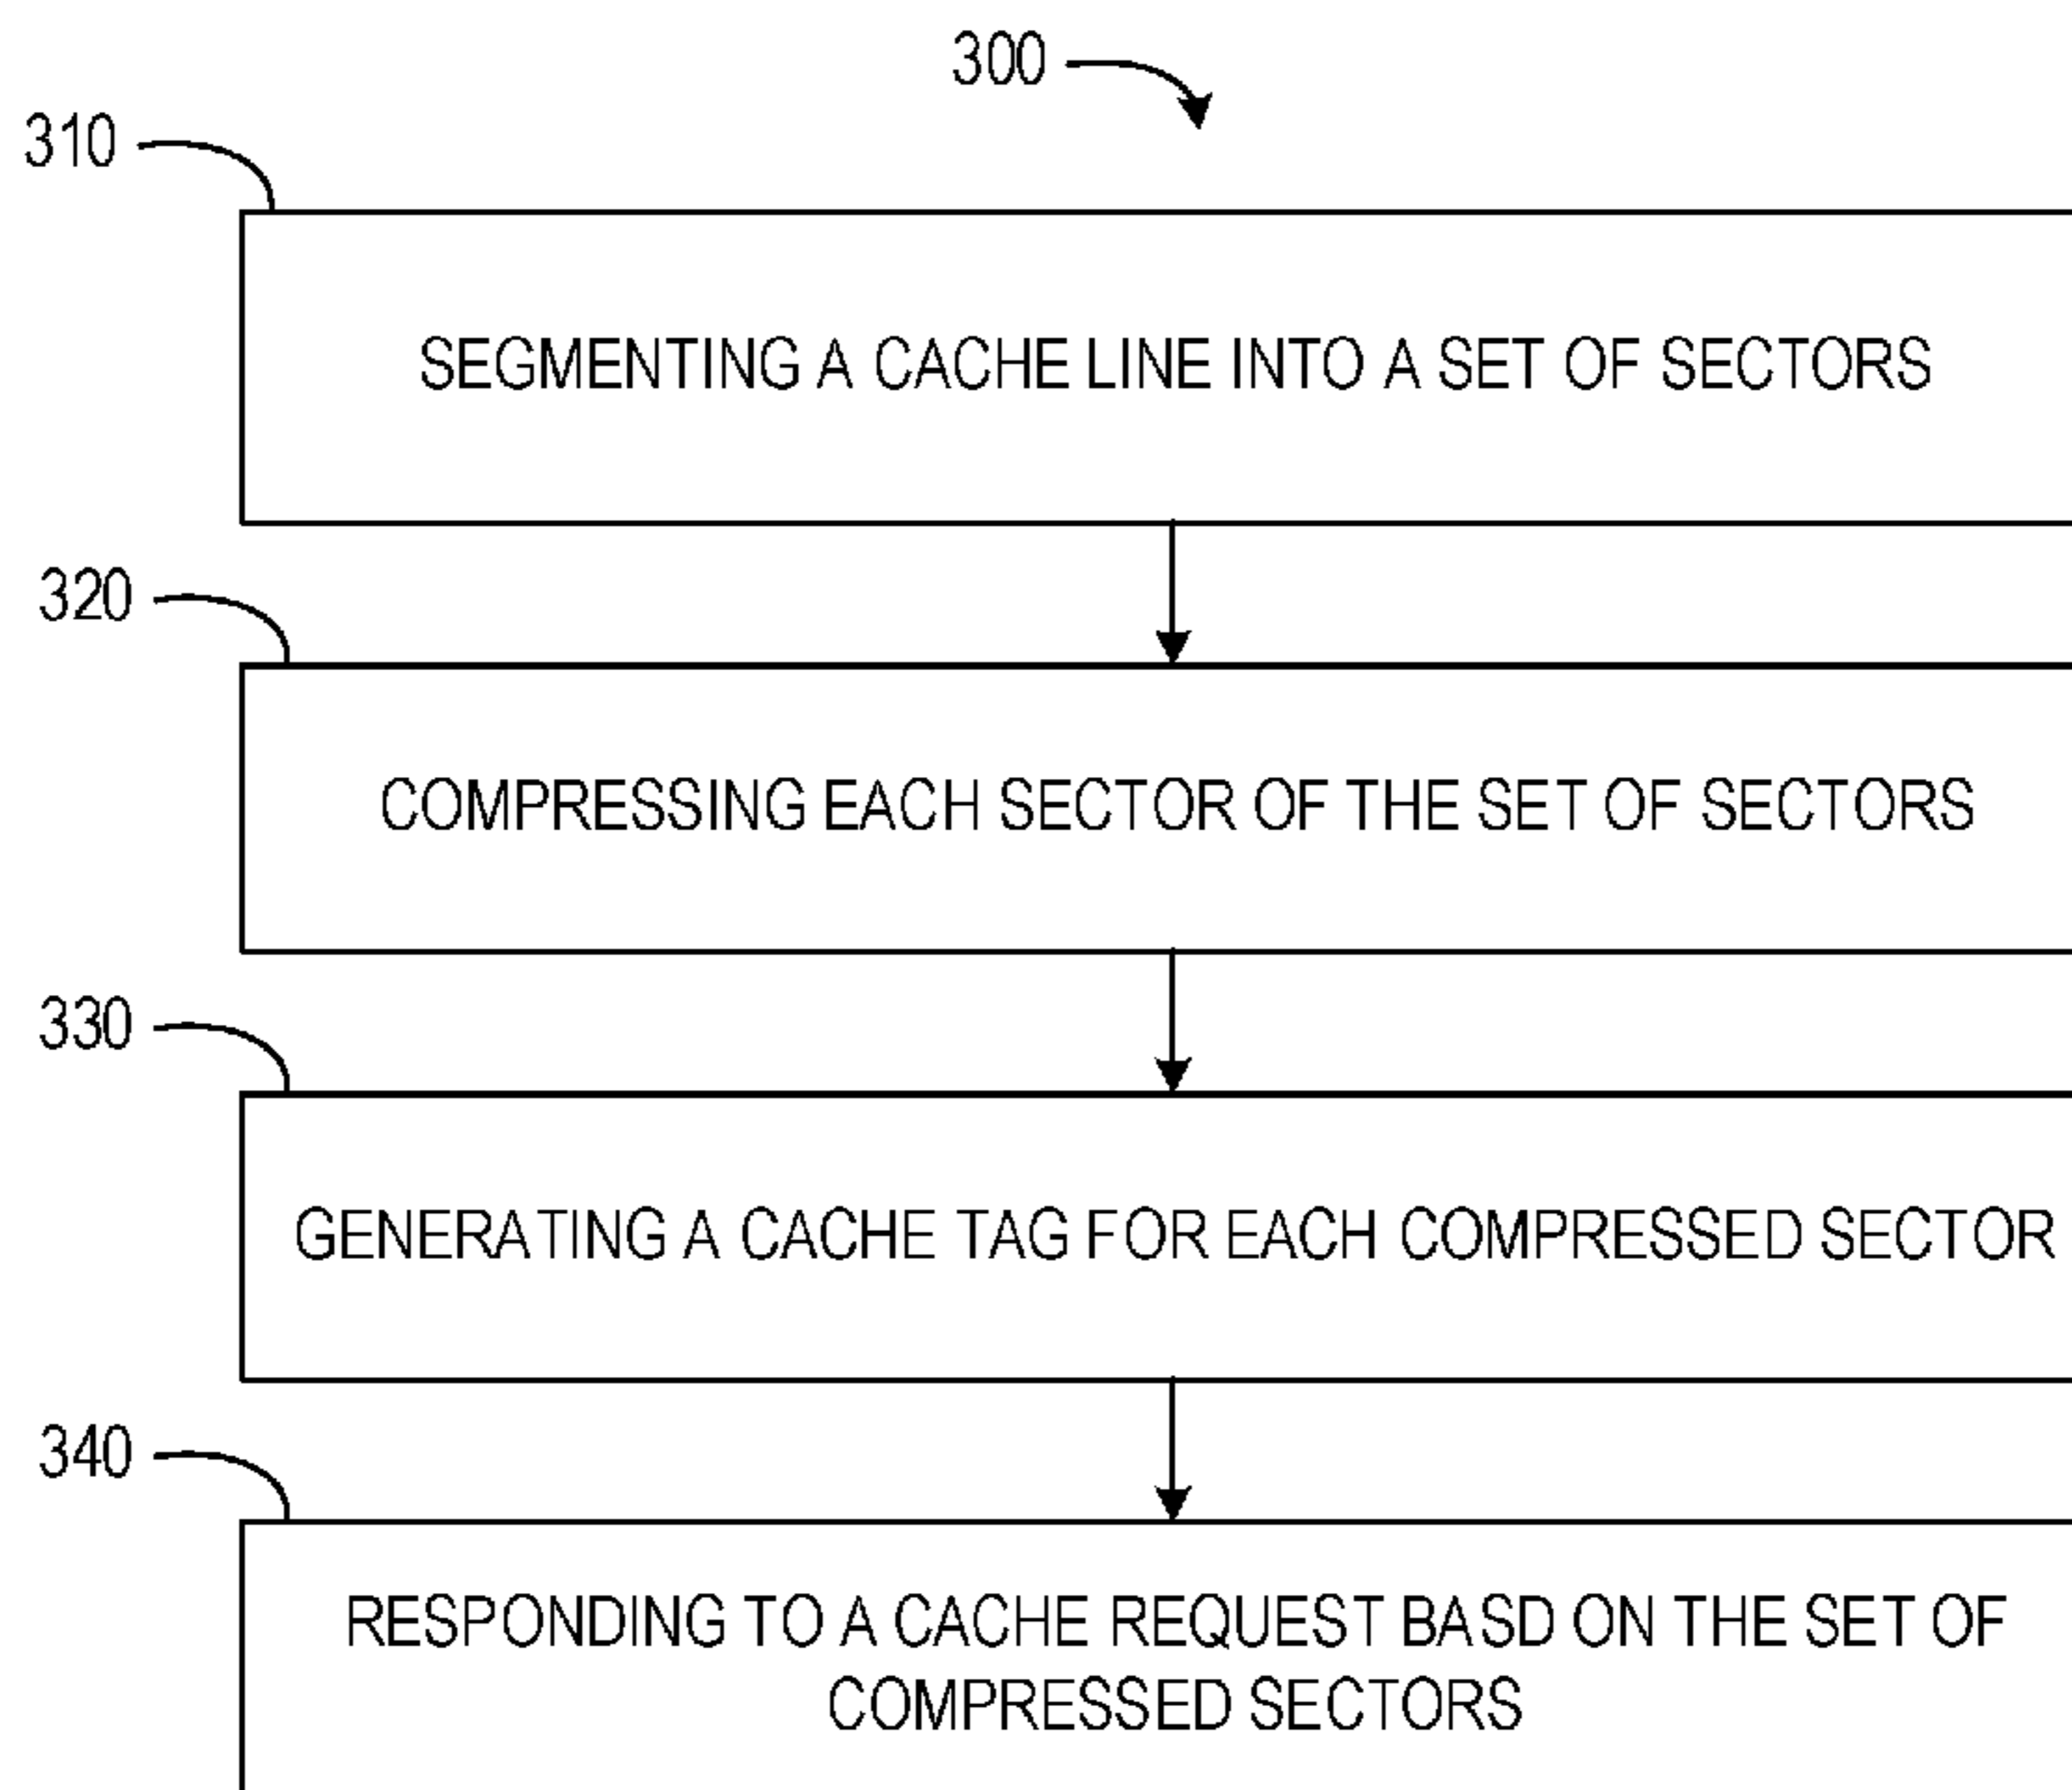 300
310
SEGMENTING A CACHE LINE INTO A SET OF SECTORS
320
COMPRESSING EACH SECTOR OF THE SET OF SECTORS
330
GENERATING A CACHE TAG FOR EACH COMPRESSED SECTOR
340
RESPONDING TO A CACHE REQUEST BASD ON THE SET OF
COMPRESSED SECTORS